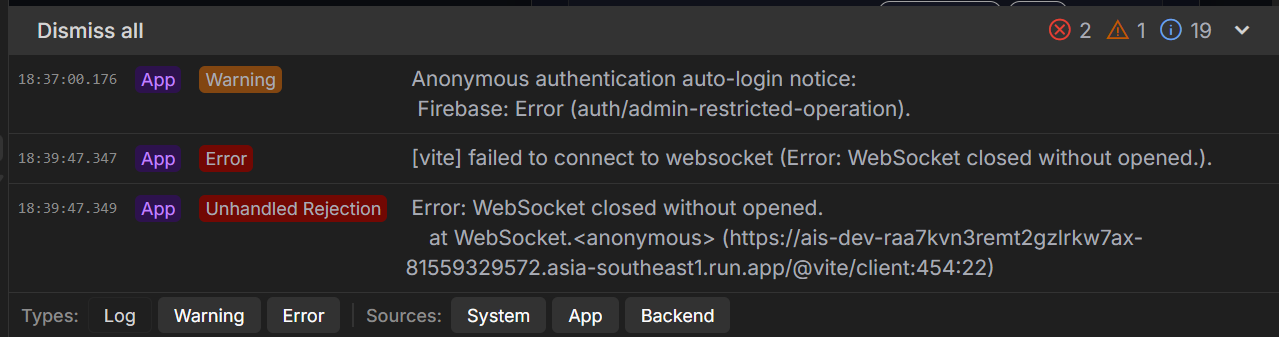 Dismiss all 2 1 19
18:37:00.176 App Warning Anonymous authentication auto-login notice:
Firebase: Error (auth/admin-restricted-operation).
18:39:47.347 App Error [vite] failed to connect to websocket (Error: WebSocket closed without opened.).
18:39:47.349 App Unhandled Rejection Error: WebSocket closed without opened.
at WebSocket.<anonymous> (https://ais-dev-raa7kvn3remt2gzlrkw7ax-
81559329572.asia-southeast1.run.app/@vite/client:454:22)
Types: Log Warning Error Sources: System App Backend